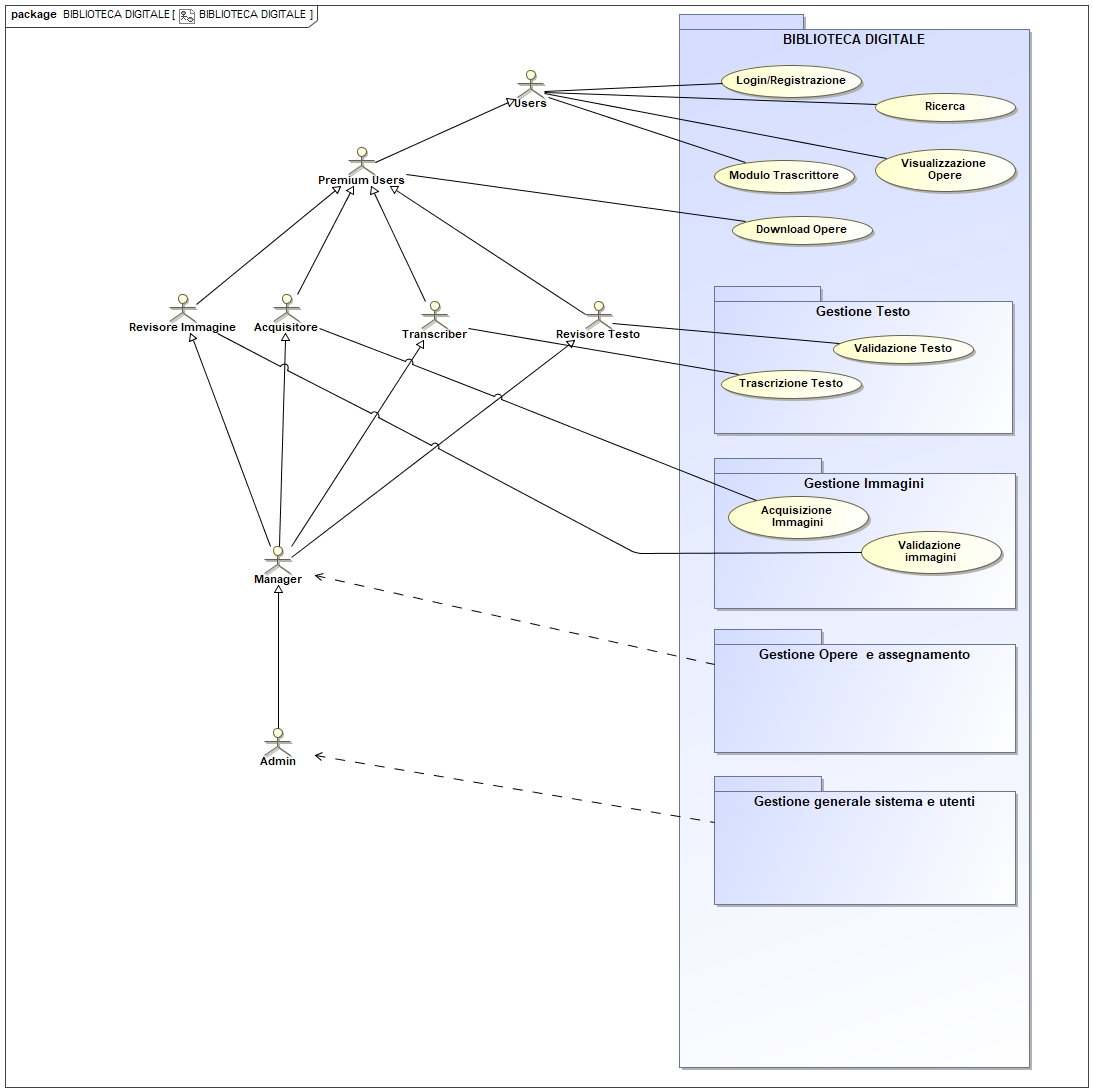 package BIBLIOTECA DIGITALE [ BIBLIOTECA DIGITALE ]
BIBLIOTECA DIGITALE
Login/Registrazione
Users
Ricerca
Visualizzazione
Opere
Modulo Trascrittore
Premium Users
Download Opere
Revisore Immagine
Acquisitore
Transcriber
Revisore Testo
Gestione Testo
Validazione Testo
Trascrizione Testo
Gestione Immagini
Acquisizione
Immagini
Validazione
immagini
Manager
Gestione Opere  e assegnamento
Admin
Gestione generale sistema e utenti